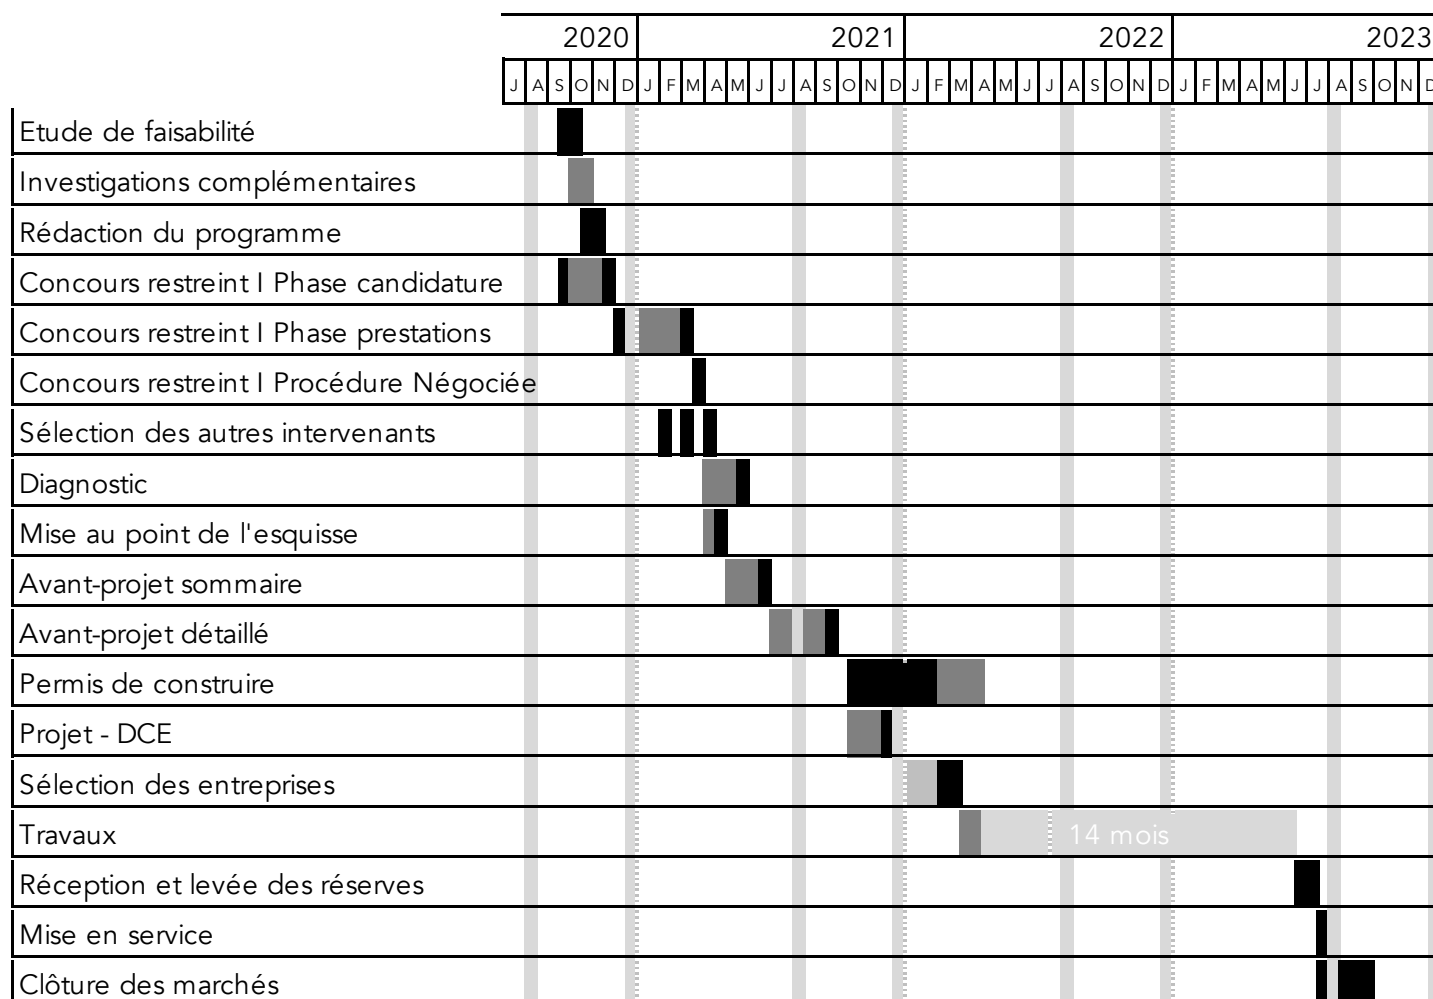 2020 2021 2022 2023
J A S O N D J F M A M J J A S O N D J F M A M J J A S O N D J F M A M J J A S O N D
Etude de faisabilité
Investigations complémentaires
Rédaction du programme
Concours restreint I Phase candidature
Concours restreint I Phase prestations
Concours restreint I Procédure Négociée
Sélection des autres intervenants
Diagnostic
Mise au point de l'esquisse
Avant-projet sommaire
Avant-projet détaillé
Permis de construire
Projet - DCE
Sélection des entreprises
Travaux 14 mois
Réception et levée des réserves
Mise en service
Clôture des marchés